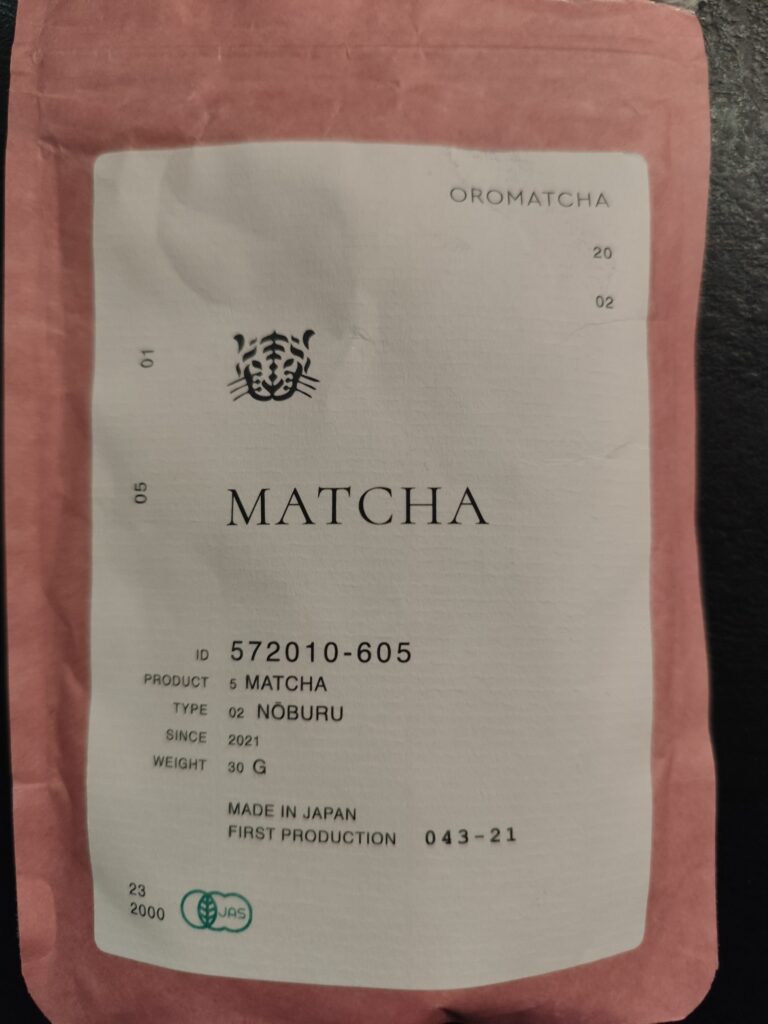 OROMATCHA
20
02
01
05
MATCHA
ID 572010-605
PRODUCT 5 MATCHA
TYPE 02 NŌBURU
SINCE 2021
WEIGHT 30 G
MADE IN JAPAN
FIRST PRODUCTION 043-21
23
2000
JAS